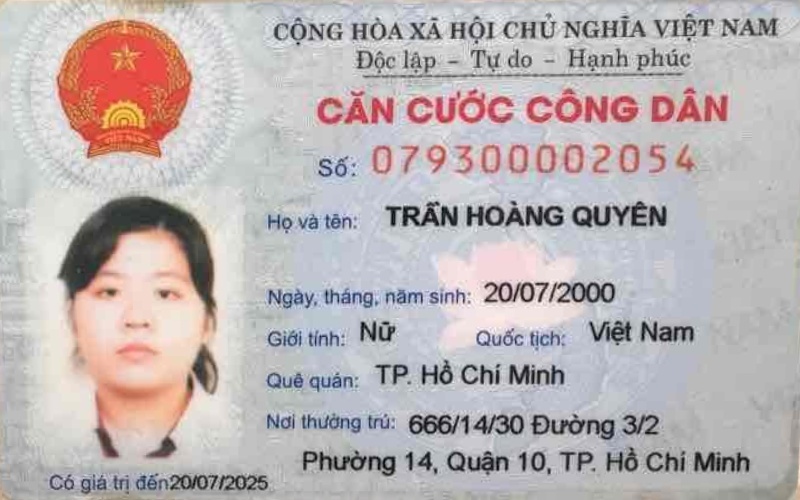 CỘNG HÒA XÃ HỘI CHỦ NGHĨA VIỆT NAM
Độc lập - Tự do - Hạnh phúc
CĂN CƯỚC CÔNG DÂN
Số: 079300002054
VIỆT NAM
Họ và tên: TRẦN HOÀNG QUYÊN
Ngày, tháng, năm sinh: 20/07/2000
Giới tính: Nữ Quốc tịch: Việt Nam
Quê quán: TP. Hồ Chí Minh
Nơi thường trú: 666/14/30 Đường 3/2
Phường 14, Quận 10, TP. Hồ Chí Minh
Có giá trị đến 20/07/2025